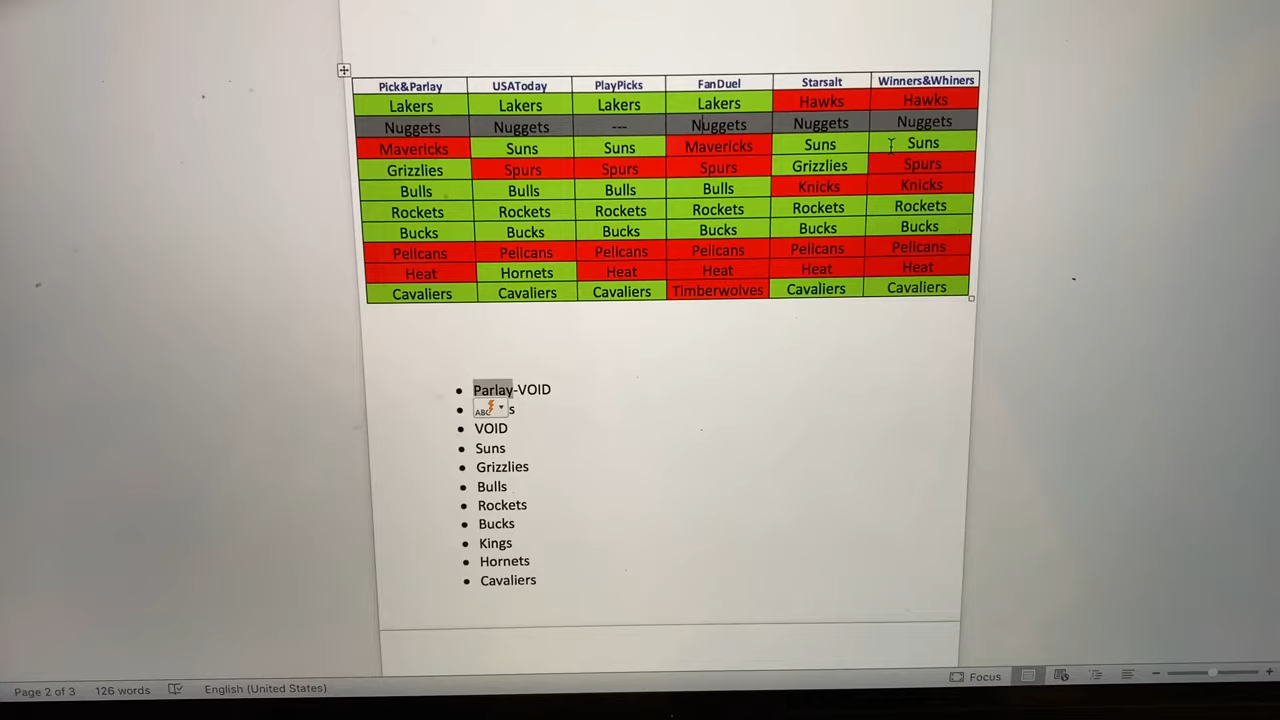 Pick&Parlay USAToday PlayPicks FanDuel Starsalt Winners&Whiners
Lakers Lakers Lakers Lakers Hawks Hawks
Nuggets Nuggets --- Nuggets Nuggets Nuggets
Mavericks Suns Suns Mavericks Suns Suns
Grizzlies Spurs Spurs Spurs Grizzlies Spurs
Bulls Bulls Bulls Bulls Knicks Knicks
Rockets Rockets Rockets Rockets Rockets Rockets
Bucks Bucks Bucks Bucks Bucks Bucks
Pelicans Pelicans Pelicans Pelicans Pelicans Pelicans
Heat Hornets Heat Heat Heat Heat
Cavaliers Cavaliers Cavaliers Timberwolves Cavaliers Cavaliers
Parlay-VOID
ABC s
VOID
Suns
Grizzlies
Bulls
Rockets
Bucks
Kings
Hornets
Cavaliers
Page 2 of 3 126 words English (United States) Focus